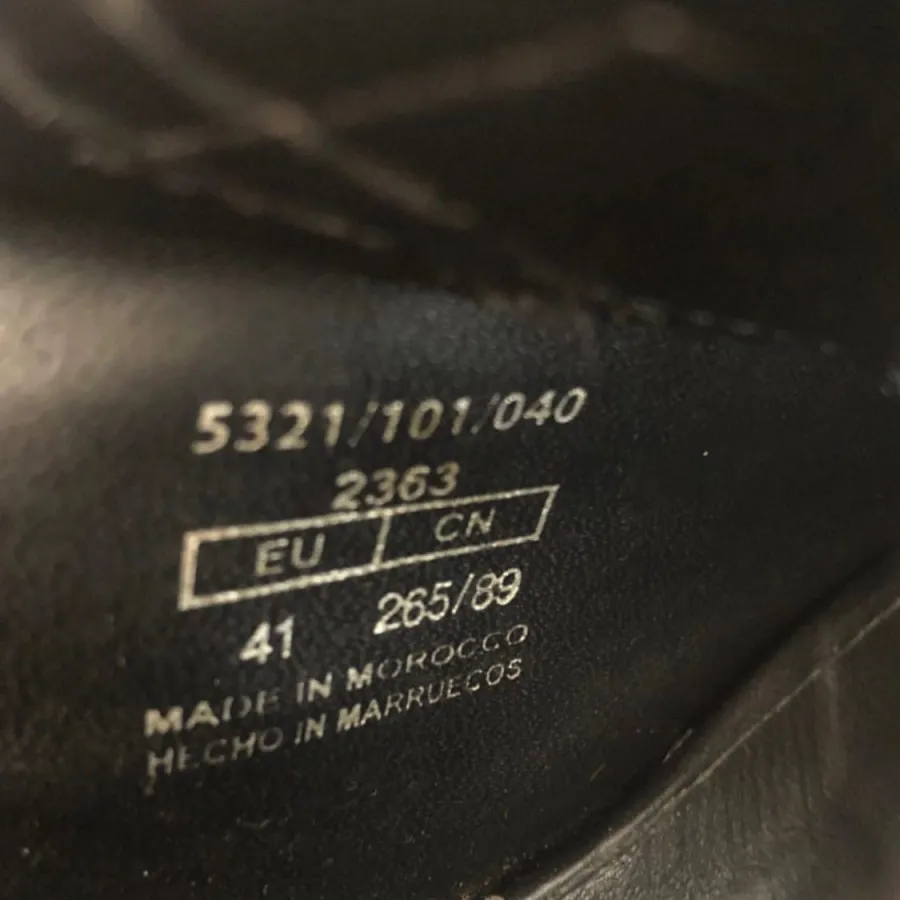 5321/101/040
2363
EU CN
41 265/89
MADE IN MOROCCO
HECHO IN MARRUECOS